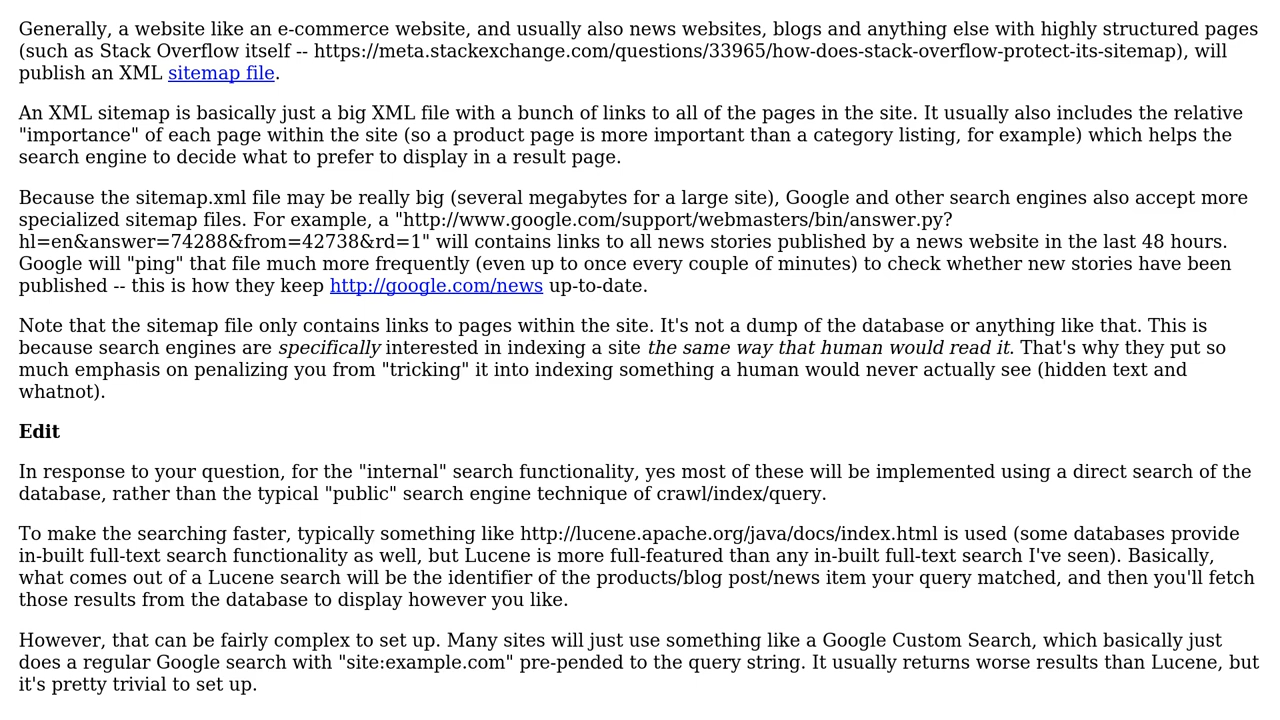 Generally, a website like an e-commerce website, and usually also news websites, blogs and anything else with highly structured pages
(such as Stack Overflow itself -- https://meta.stackexchange.com/questions/33965/how-does-stack-overflow-protect-its-sitemap), will
publish an XML sitemap file.
An XML sitemap is basically just a big XML file with a bunch of links to all of the pages in the site. It usually also includes the relative
"importance" of each page within the site (so a product page is more important than a category listing, for example) which helps the
search engine to decide what to prefer to display in a result page.
Because the sitemap.xml file may be really big (several megabytes for a large site), Google and other search engines also accept more
specialized sitemap files. For example, a "http://www.google.com/support/webmasters/bin/answer.py?
hl=en&answer=74288&from=42738&rd=1" will contains links to all news stories published by a news website in the last 48 hours.
Google will "ping" that file much more frequently (even up to once every couple of minutes) to check whether new stories have been
published -- this is how they keep http://google.com/news up-to-date.
Note that the sitemap file only contains links to pages within the site. It's not a dump of the database or anything like that. This is
because search engines are specifically interested in indexing a site the same way that human would read it. That's why they put so
much emphasis on penalizing you from "tricking" it into indexing something a human would never actually see (hidden text and
whatnot).
Edit
In response to your question, for the "internal" search functionality, yes most of these will be implemented using a direct search of the
database, rather than the typical "public" search engine technique of crawl/index/query.
To make the searching faster, typically something like http://lucene.apache.org/java/docs/index.html is used (some databases provide
in-built full-text search functionality as well, but Lucene is more full-featured than any in-built full-text search I've seen). Basically,
what comes out of a Lucene search will be the identifier of the products/blog post/news item your query matched, and then you'll fetch
those results from the database to display however you like.
However, that can be fairly complex to set up. Many sites will just use something like a Google Custom Search, which basically just
does a regular Google search with "site:example.com" pre-pended to the query string. It usually returns worse results than Lucene, but
it's pretty trivial to set up.